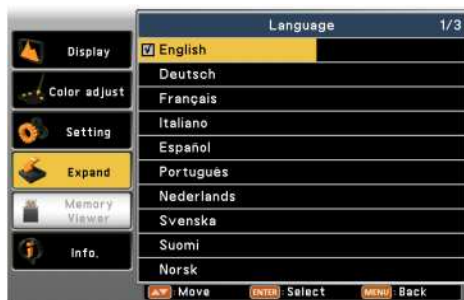 Language 1/3
Display
Color adjust
Setting
Expand
Memory
Viewer
Info.
English
Deutsch
Français
Italiano
Español
Português
Nederlands
Svenska
Suomi
Norsk
Move ENTER Select MENU Back